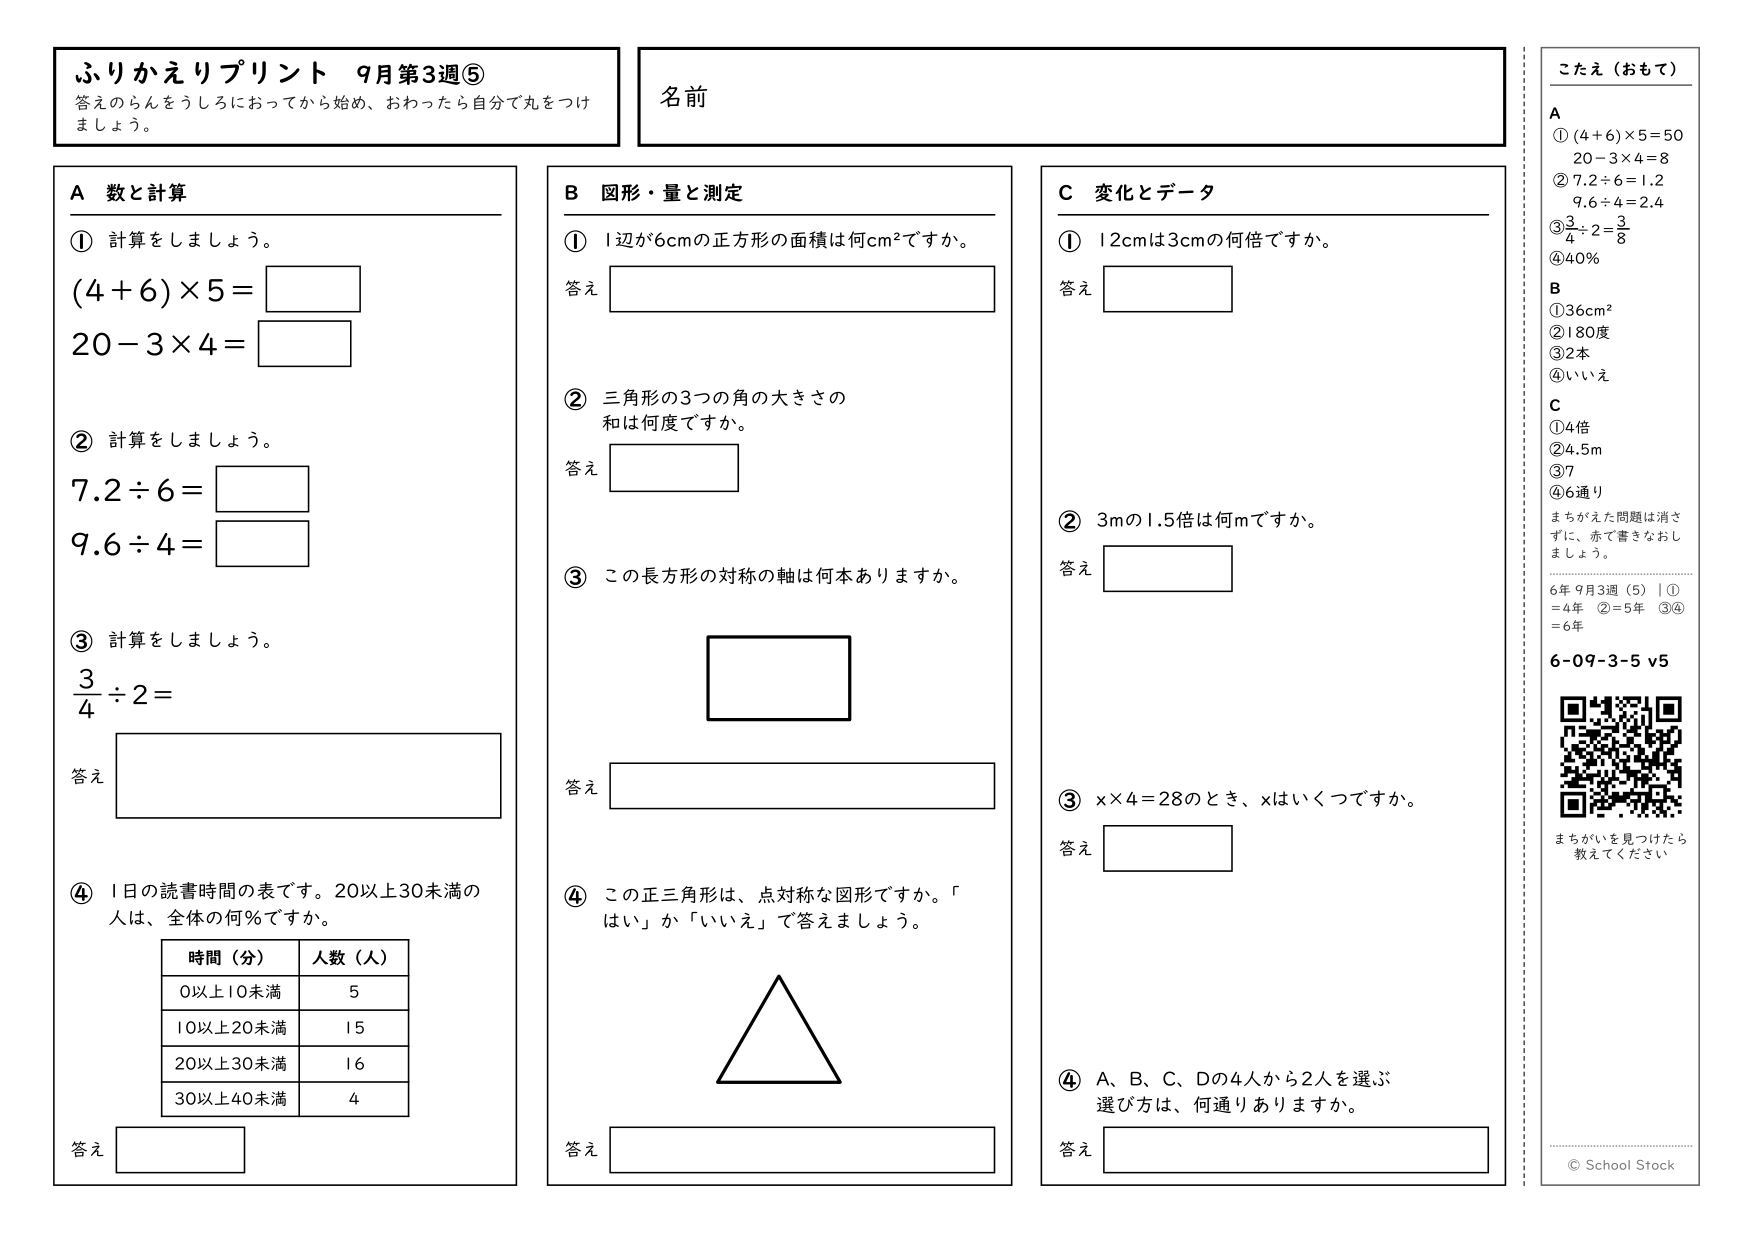 ふりかえりプリント　9月第3週⑤
答えのらんをうしろにおってから始め、おわったら自分で丸をつけ
ましょう。
名前
A　数と計算
① 計算をしましょう。
(4＋6)×5＝
20－3×4＝
② 計算をしましょう。
7.2÷6＝
9.6÷4＝
③ 計算をしましょう。
3/4÷2＝
答え
④ 1日の読書時間の表です。20以上30未満の
人は、全体の何％ですか。
時間（分） 人数（人）
0以上10未満 5
10以上20未満 15
20以上30未満 16
30以上40未満 4
答え
B　図形・量と測定
① 1辺が6cmの正方形の面積は何cm²ですか。
答え
② 三角形の3つの角の大きさの
和は何度ですか。
答え
③ この長方形の対称の軸は何本ありますか。
答え
④ この正三角形は、点対称な図形ですか。「
はい」か「いいえ」で答えましょう。
答え
C　変化とデータ
① 12cmは3cmの何倍ですか。
答え
② 3mの1.5倍は何mですか。
答え
③ x×4＝28のとき、xはいくつですか。
答え
④ A、B、C、Dの4人から2人を選ぶ
選び方は、何通りありますか。
答え
こたえ（おもて）
A
① (4＋6)×5＝50
20－3×4＝8
② 7.2÷6＝1.2
9.6÷4＝2.4
③3/4÷2＝3/8
④40％
B
①36cm²
②180度
③2本
④いいえ
C
①4倍
②4.5m
③7
④6通り
まちがえた問題は消さ
ずに、赤で書きなおし
ましょう。
6年 9月3週（5）｜①
＝4年　②＝5年　③④
＝6年
6-09-3-5 v5
まちがいを見つけたら
教えてください
© School Stock